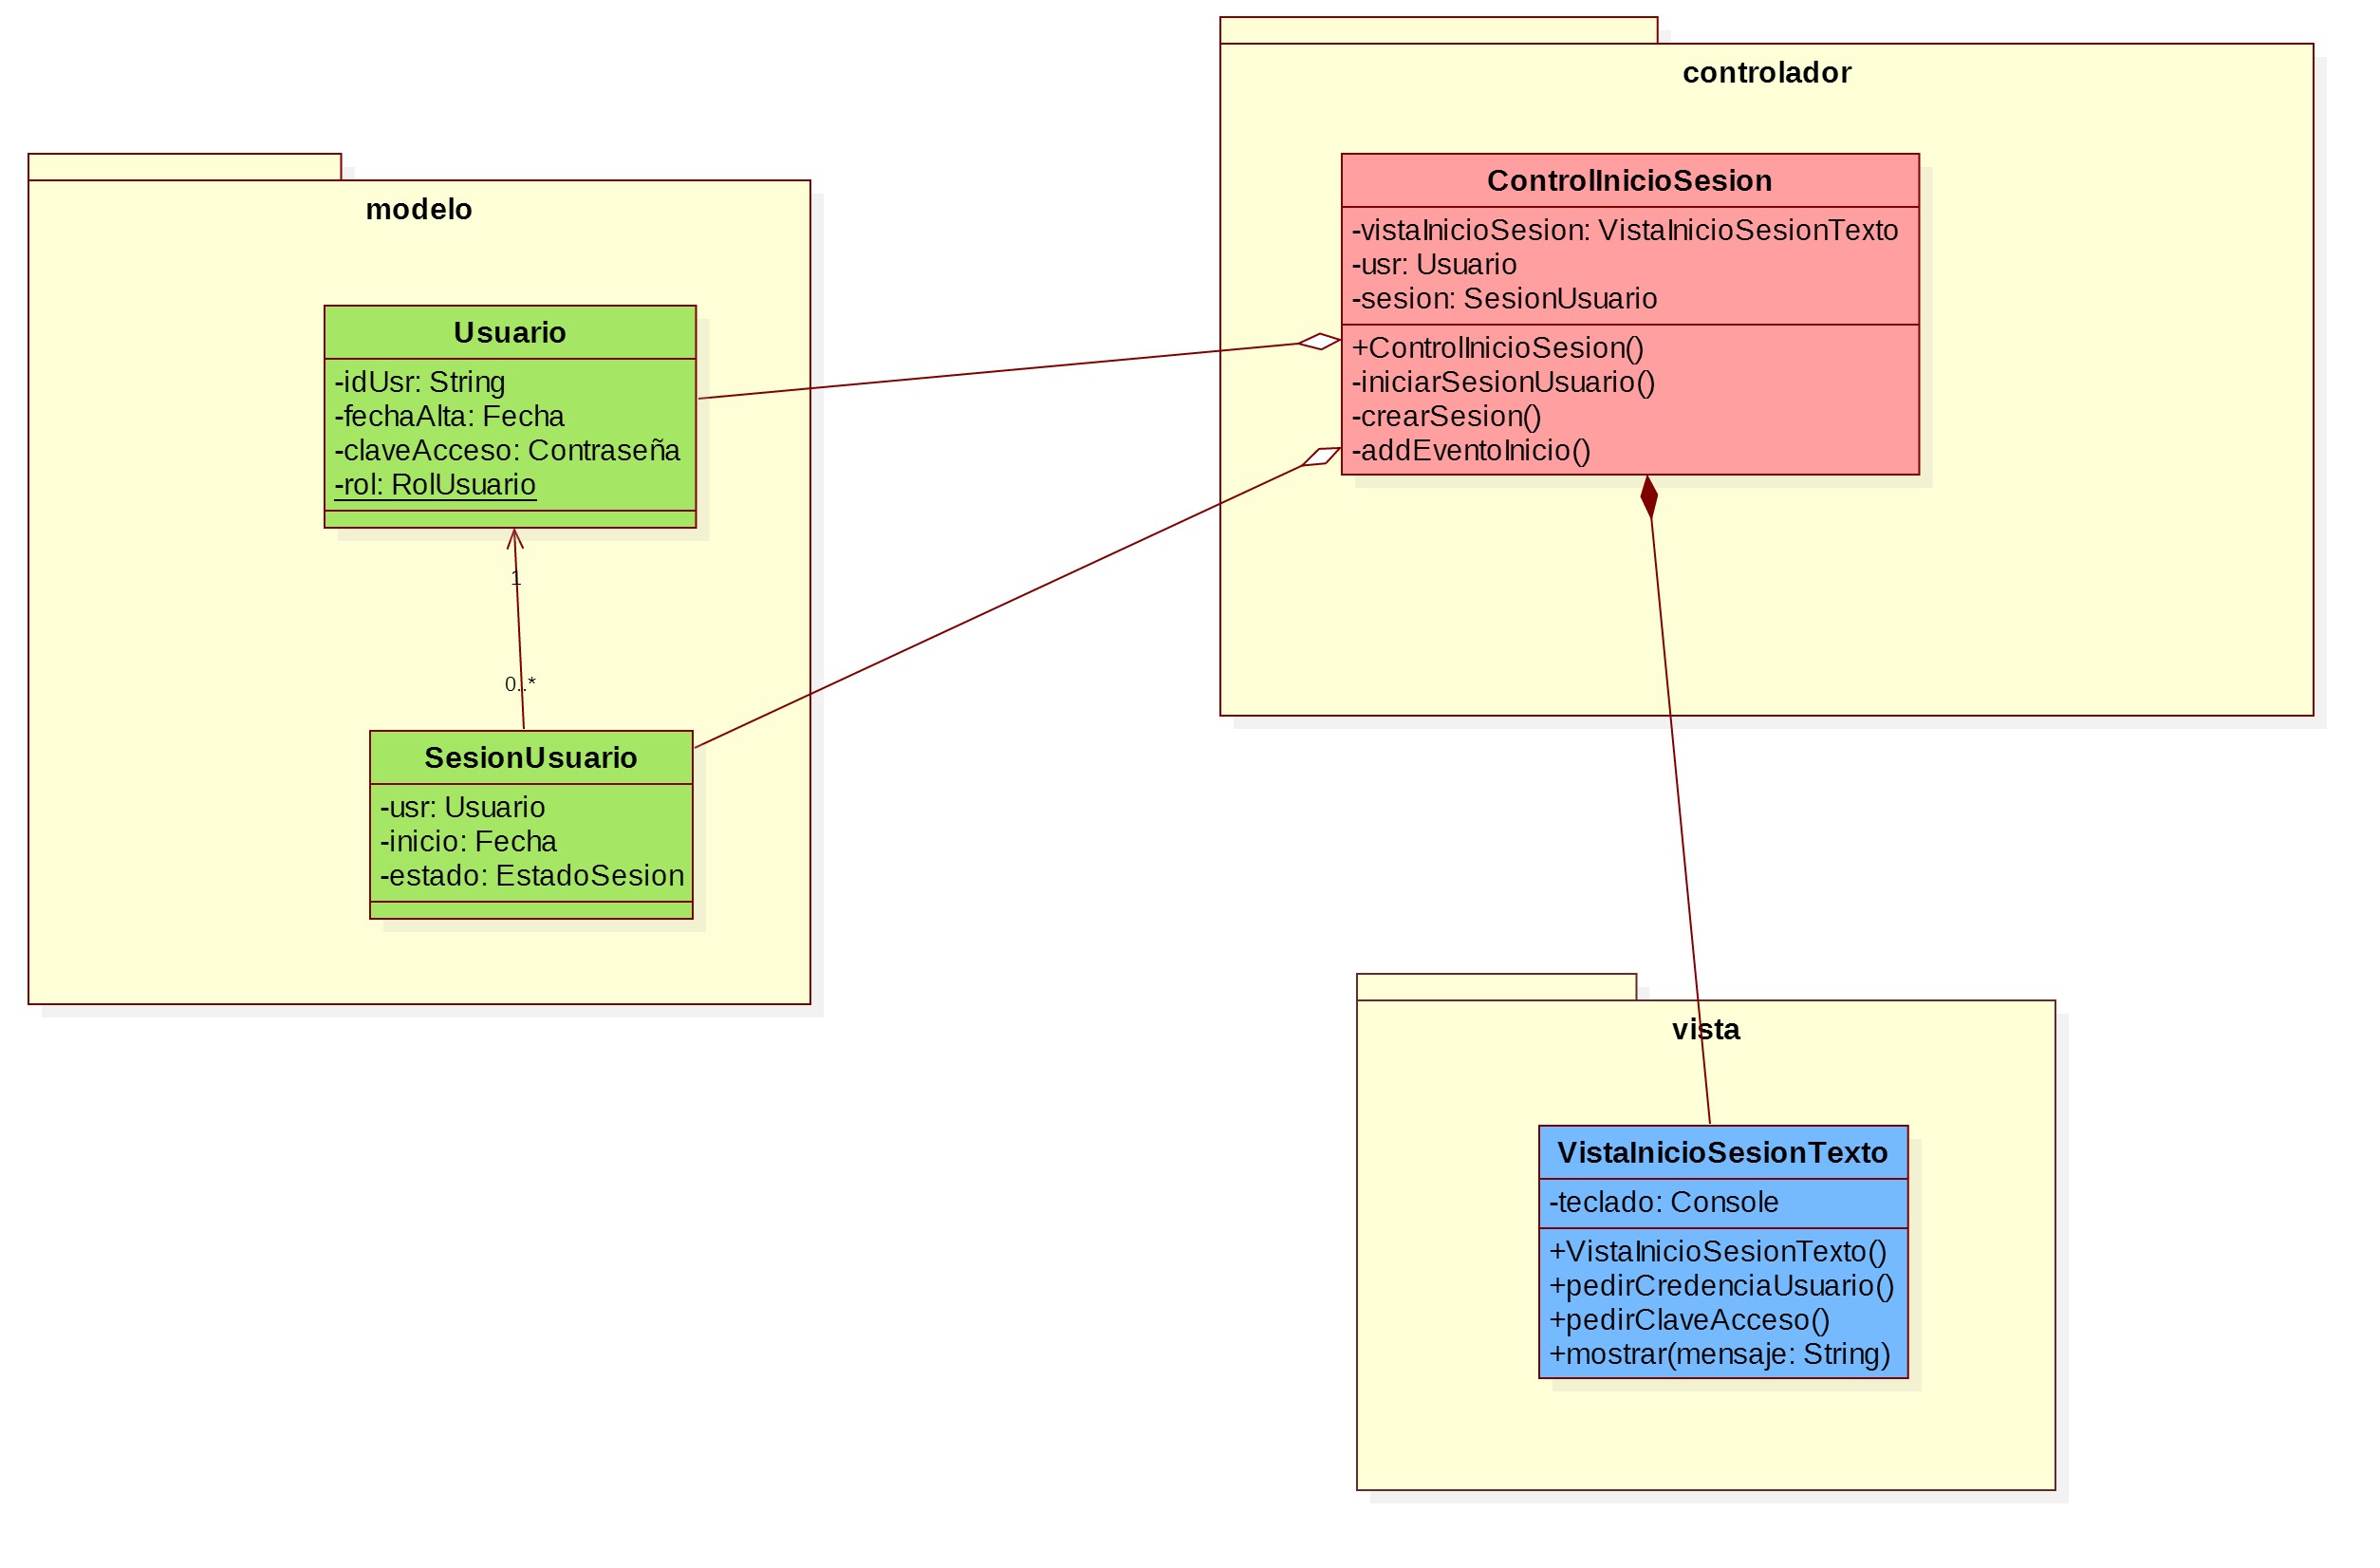 controlador
ControlInicioSesion
-vistaInicioSesion: VistaInicioSesionTexto
-usr: Usuario
-sesion: SesionUsuario
+ControlInicioSesion()
-iniciarSesionUsuario()
-crearSesion()
-addEventoInicio()
modelo
Usuario
-idUsr: String
-fechaAlta: Fecha
-claveAcceso: Contraseña
-rol: RolUsuario
1
0..*
SesionUsuario
-usr: Usuario
-inicio: Fecha
-estado: EstadoSesion
vista
VistaInicioSesionTexto
-teclado: Console
+VistaInicioSesionTexto()
+pedirCredenciaUsuario()
+pedirClaveAcceso()
+mostrar(mensaje: String)